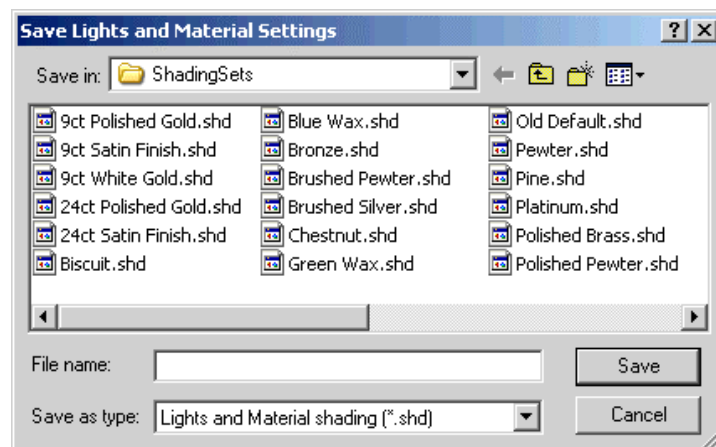 Save Lights and Material Settings
Save in: ShadingSets
9ct Polished Gold.shd Blue Wax.shd Old Default.shd
9ct Satin Finish.shd Bronze.shd Pewter.shd
9ct White Gold.shd Brushed Pewter.shd Pine.shd
24ct Polished Gold.shd Brushed Silver.shd Platinum.shd
24ct Satin Finish.shd Chestnut.shd Polished Brass.shd
Biscuit.shd Green Wax.shd Polished Pewter.shd
File name: Save
Save as type: Lights and Material shading (*.shd) Cancel